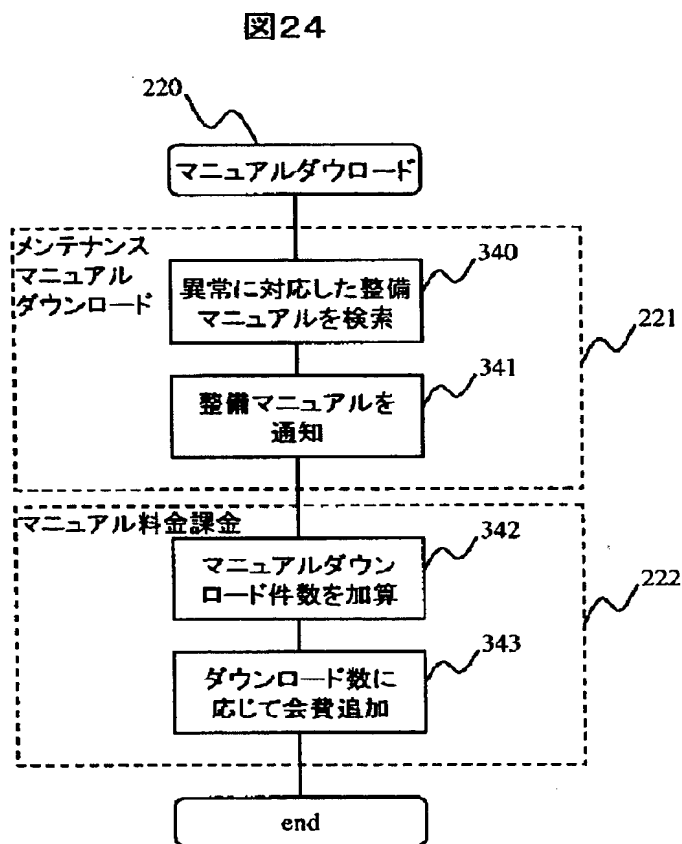 図24
220
マニュアルダウロード
メンテナンス
マニュアル
ダウンロード
340
異常に対応した整備
マニュアルを検索
221
341
整備マニュアルを
通知
マニュアル料金課金
342
マニュアルダウン
ロード件数を加算
222
343
ダウンロード数に
応じて会費追加
end